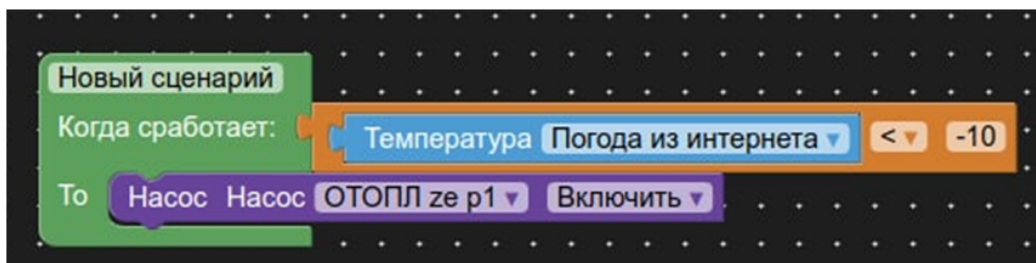 Новый сценарий
Когда сработает: Температура Погода из интернета < -10
То Насос Насос ОТОПЛ ze p1 Включить